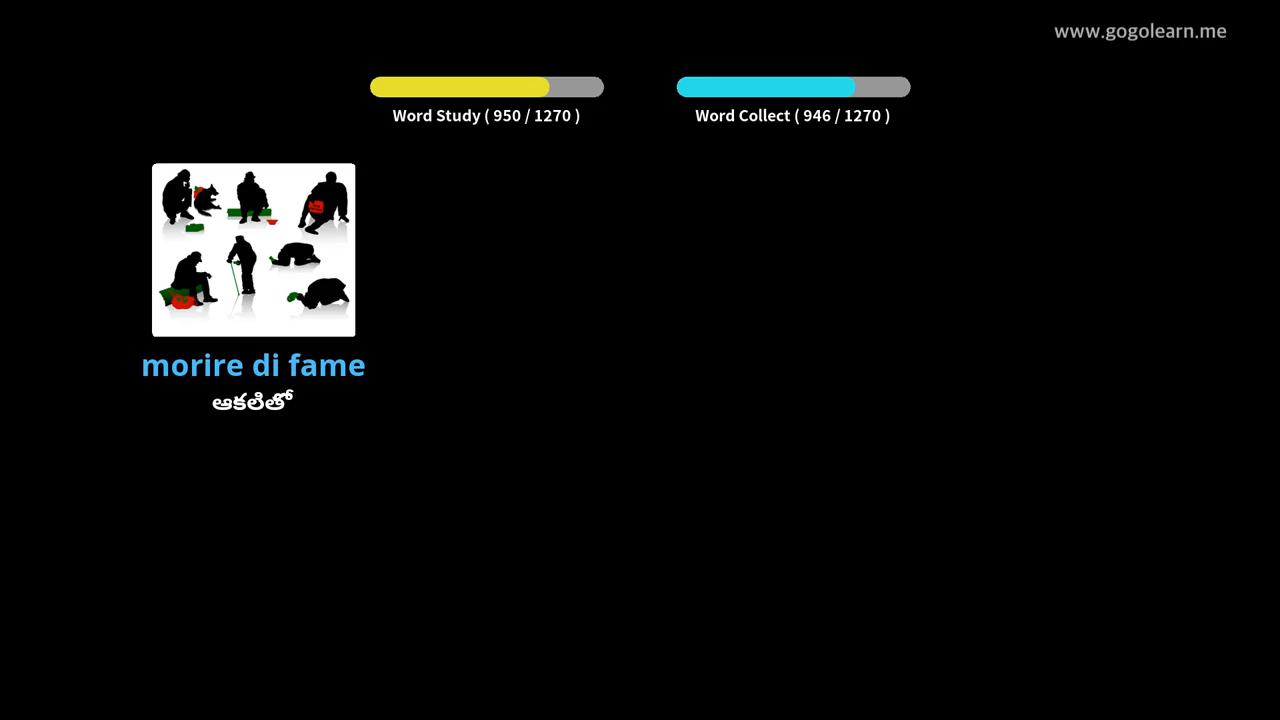 www.gogolearn.me
Word Study ( 950 / 1270 )
Word Collect ( 946 / 1270 )
morire di fame
ఆకలితో